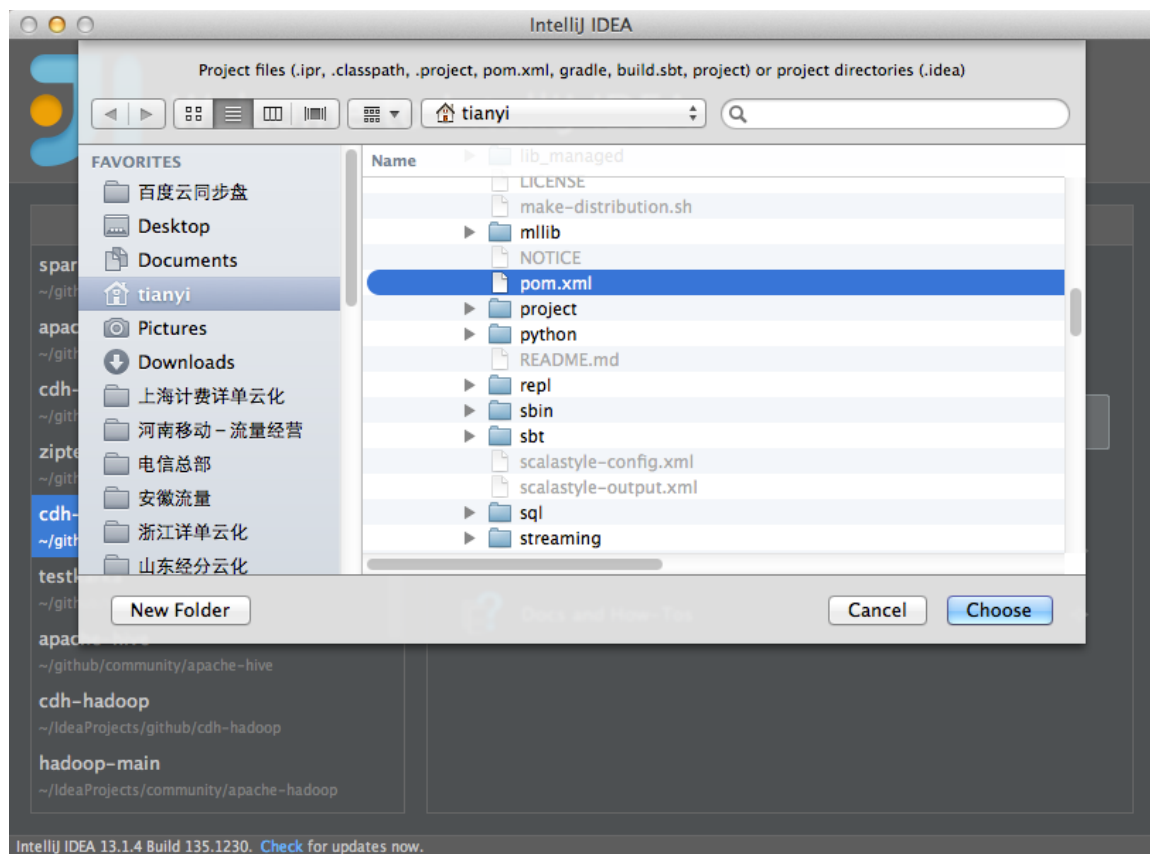 IntelliJ IDEA
Project files (.ipr, .classpath, .project, pom.xml, gradle, build.sbt, project) or project directories (.idea)
tianyi
FAVORITES
百度云同步盘
Desktop
Documents
tianyi
Pictures
Downloads
上海计费详单云化
河南移动-流量经营
电信总部
安徽流量
浙江详单云化
山东经分云化
Name
lib_managed
LICENSE
make-distribution.sh
mllib
NOTICE
pom.xml
project
python
README.md
repl
sbin
sbt
scalastyle-config.xml
scalastyle-output.xml
sql
streaming
New Folder
Cancel
Choose
Docs and How-Tos
~/github/community/apache-hive
cdh-hadoop
~/IdeaProjects/github/cdh-hadoop
hadoop-main
~/IdeaProjects/community/apache-hadoop
IntelliJ IDEA 13.1.4 Build 135.1230. Check for updates now.